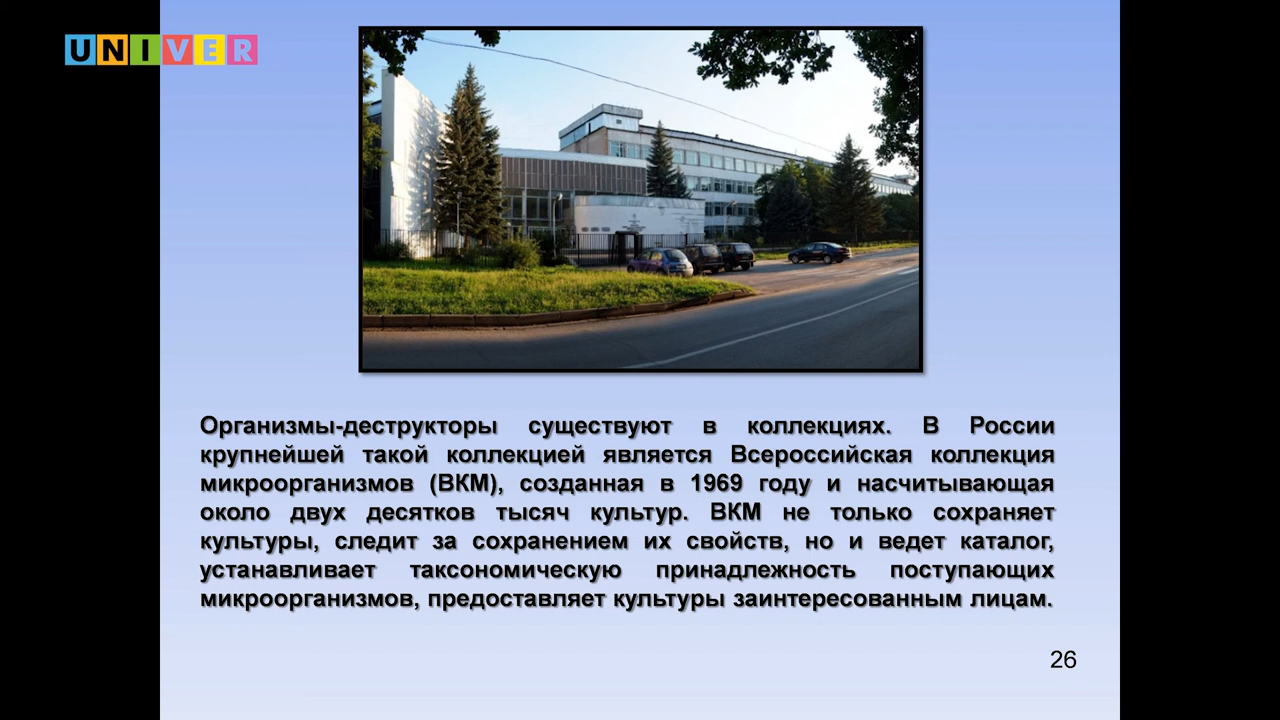 UNIVER
Организмы-деструкторы существуют в коллекциях. В России
крупнейшей такой коллекцией является Всероссийская коллекция
микроорганизмов (ВКМ), созданная в 1969 году и насчитывающая
около двух десятков тысяч культур. ВКМ не только сохраняет
культуры, следит за сохранением их свойств, но и ведет каталог,
устанавливает таксономическую принадлежность поступающих
микроорганизмов, предоставляет культуры заинтересованным лицам.
26